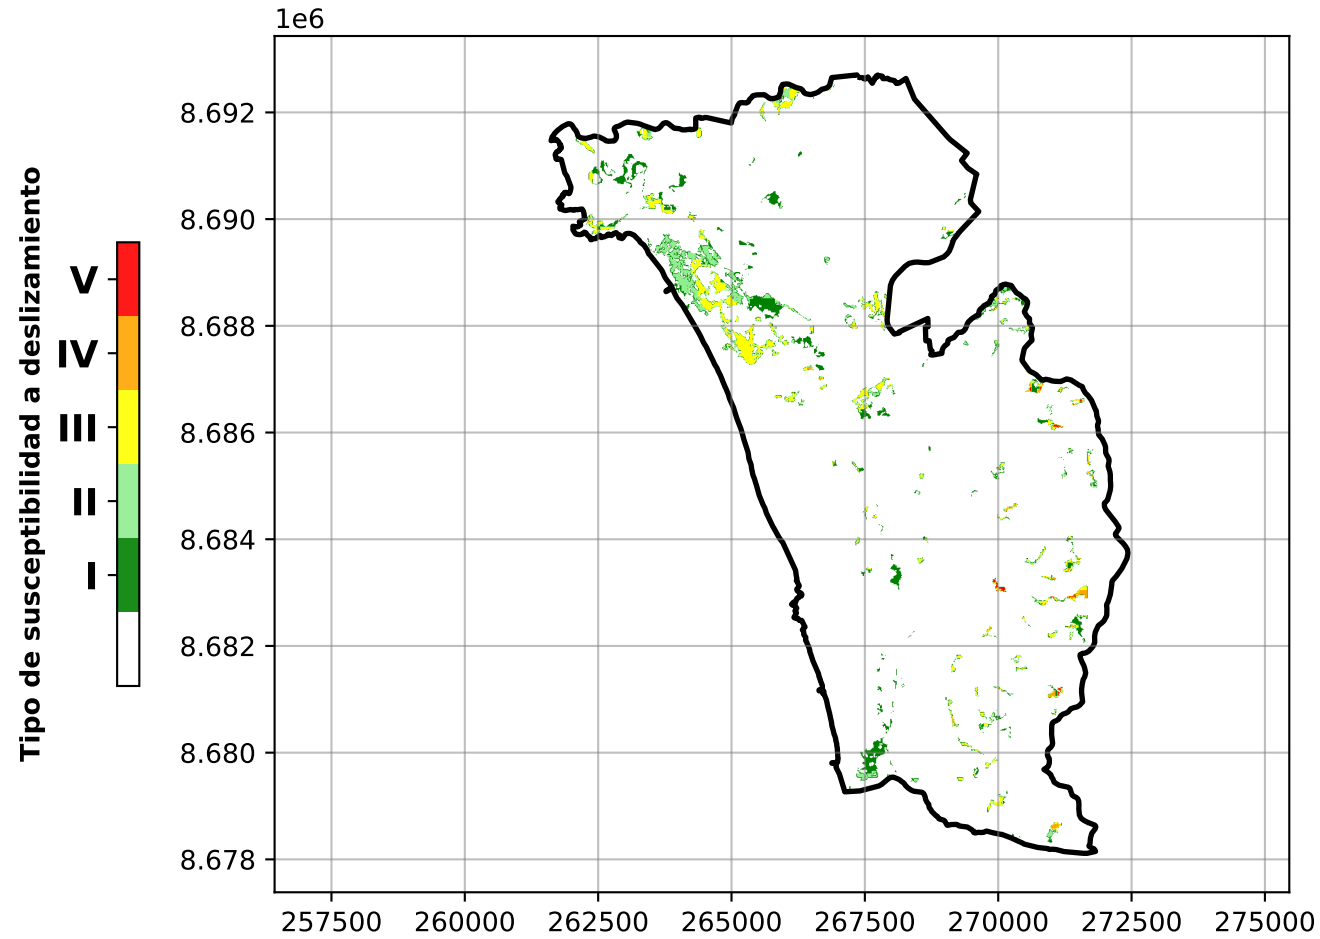 1e6
8.692
8.690
8.688
8.686
8.684
8.682
8.680
8.678
257500 260000 262500 265000 267500 270000 272500 275000
Tipo de susceptibilidad a deslizamiento
V
IV
III
II
I